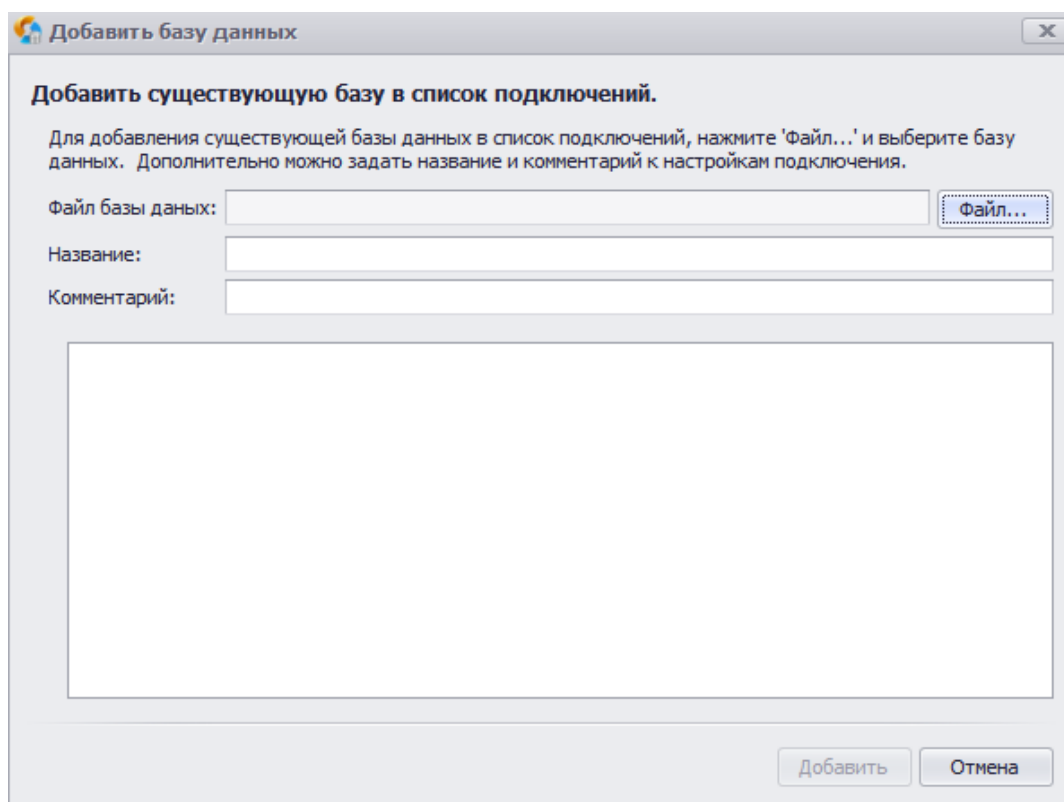 Добавить базу данных
Добавить существующую базу в список подключений.
Для добавления существующей базы данных в список подключений, нажмите 'Файл...' и выберите базу
данных.  Дополнительно можно задать название и комментарий к настройкам подключения.
Файл базы даных:
Файл...
Название:
Комментарий:
Добавить
Отмена